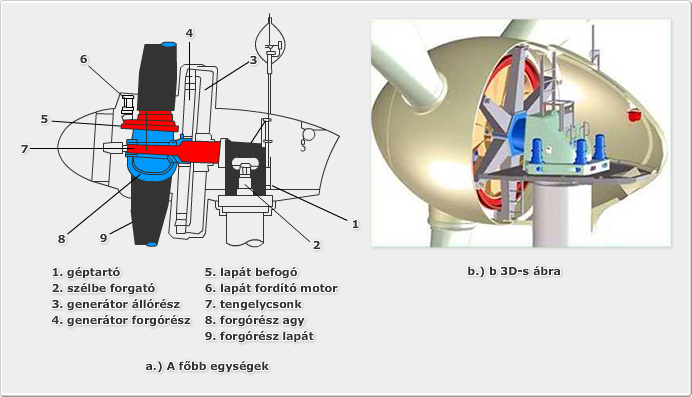 4
3
6
5
7
8
9
1
2
1. géptartó
2. szélbe forgató
3. generátor állórész
4. generátor forgórész
5. lapát befogó
6. lapát fordító motor
7. tengelycsonk
8. forgórész agy
9. forgórész lapát
a.) A főbb egységek
b.) b 3D-s ábra